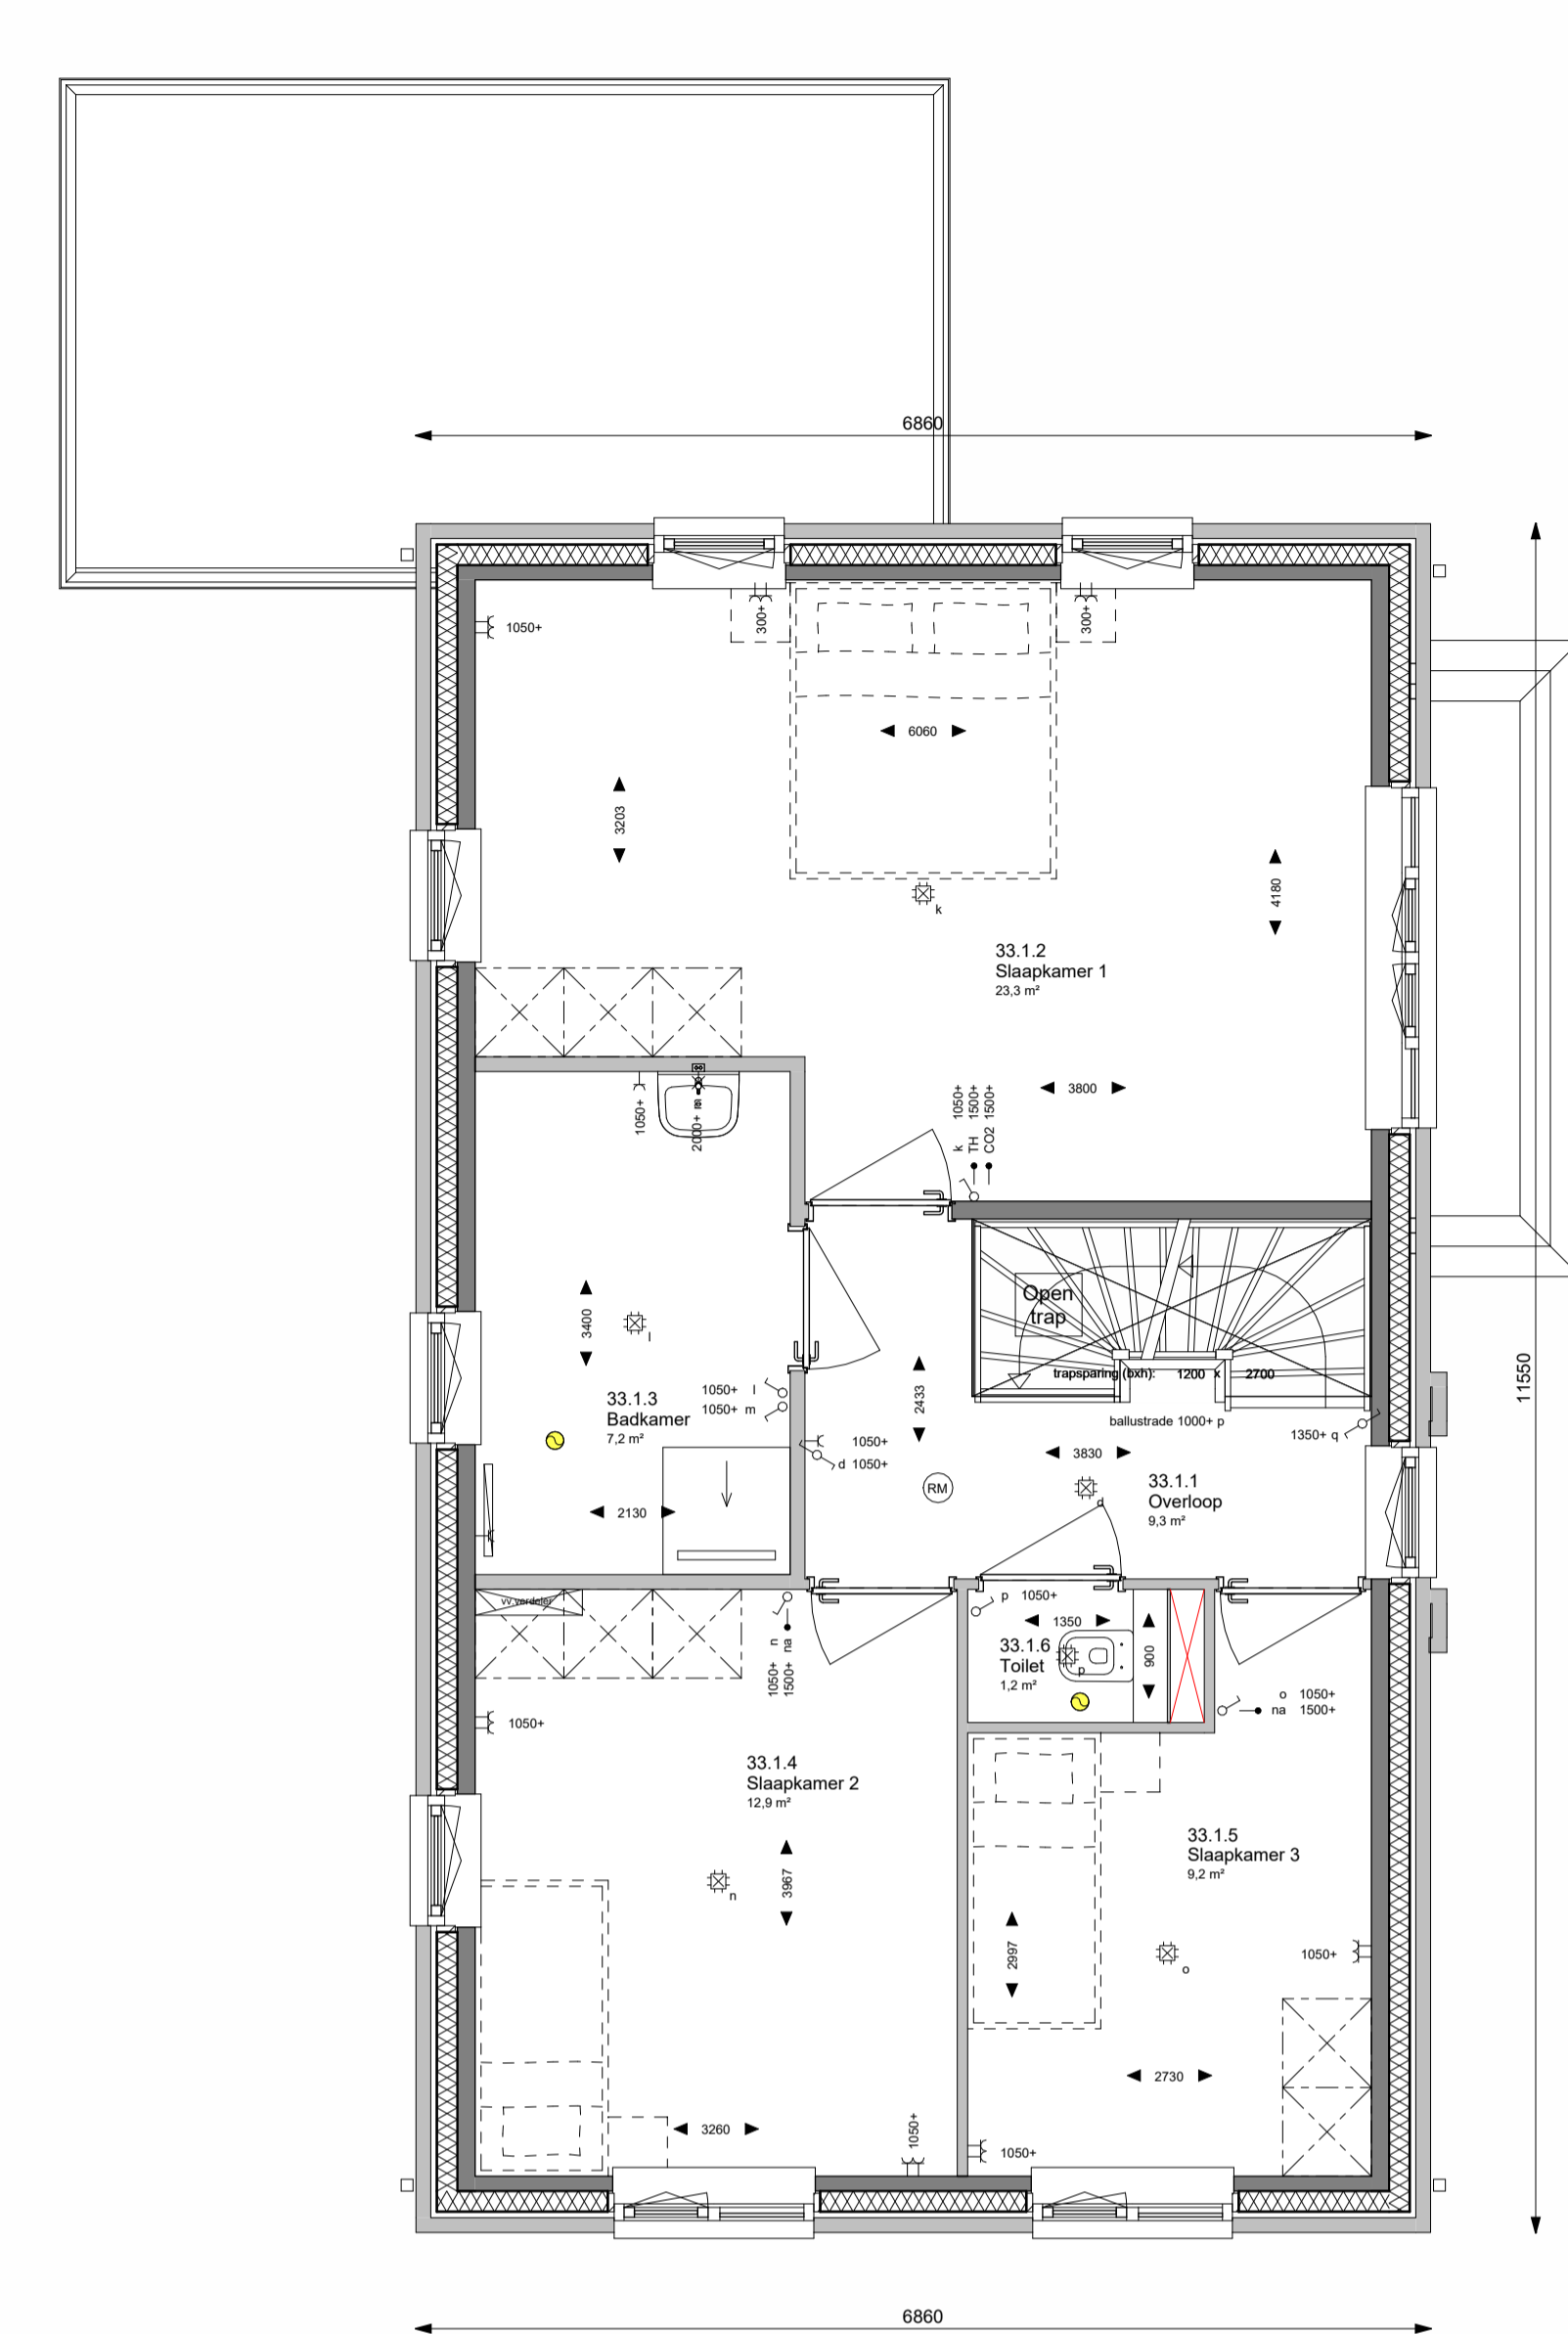 6860
11550
1050+
300+
300+
6060
3203
4180
k
33.1.2
Slaapkamer 1
23,3 m²
3800
k 1050+
TH 1500+
CO2 1500+
1050+
2000+
3400
l
33.1.3
Badkamer
7,2 m²
1050+ l
1050+ m
2130
Open
trap
trapsparing (bxh): 1200 x 2700
ballustrade 1000+ p
1350+ q
2433
1050+
d 1050+
3830
RM
d
33.1.1
Overloop
9,3 m²
vv.verdeler
1050+ n
1500+ na
p 1050+
1350
900
33.1.6
Toilet
1,2 m²
p
o 1050+
na 1500+
1050+
33.1.4
Slaapkamer 2
12,9 m²
3967
n
33.1.5
Slaapkamer 3
9,2 m²
2997
o
1050+
2730
3260
1050+
1050+
6860